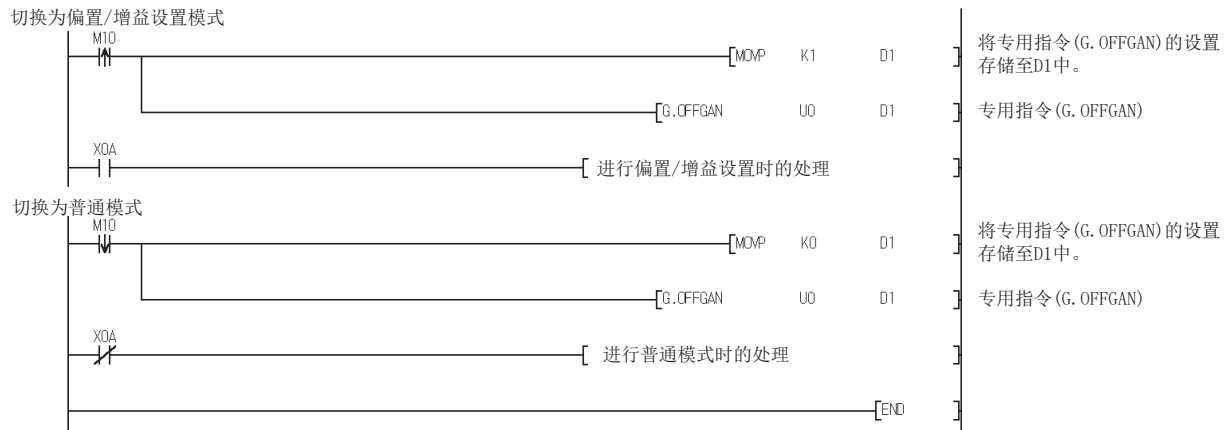 切换为偏置/增益设置模式
M10
MOVP K1 D1
将专用指令(G.OFFGAN)的设置
存储至D1中。
G.OFFGAN U0 D1
专用指令(G.OFFGAN)
X0A
进行偏置/增益设置时的处理
切换为普通模式
M10
MOVP K0 D1
将专用指令(G.OFFGAN)的设置
存储至D1中。
G.OFFGAN U0 D1
专用指令(G.OFFGAN)
X0A
进行普通模式时的处理
END